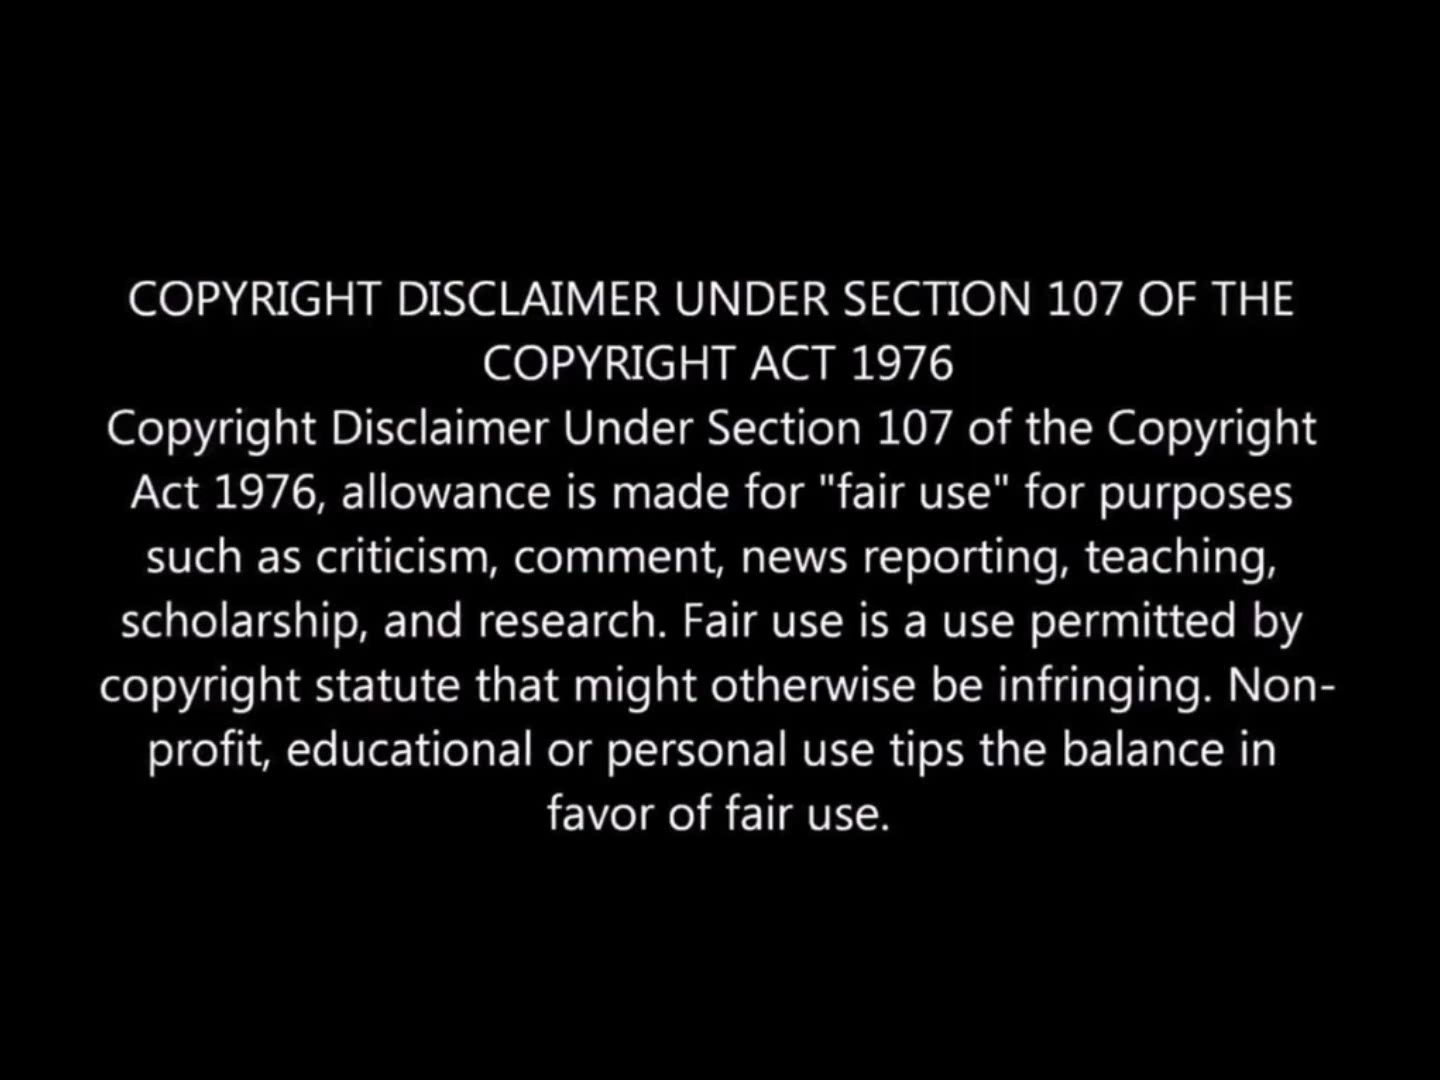 COPYRIGHT DISCLAIMER UNDER SECTION 107 OF THE
COPYRIGHT ACT 1976
Copyright Disclaimer Under Section 107 of the Copyright
Act 1976, allowance is made for "fair use" for purposes
such as criticism, comment, news reporting, teaching,
scholarship, and research. Fair use is a use permitted by
copyright statute that might otherwise be infringing. Non-
profit, educational or personal use tips the balance in
favor of fair use.